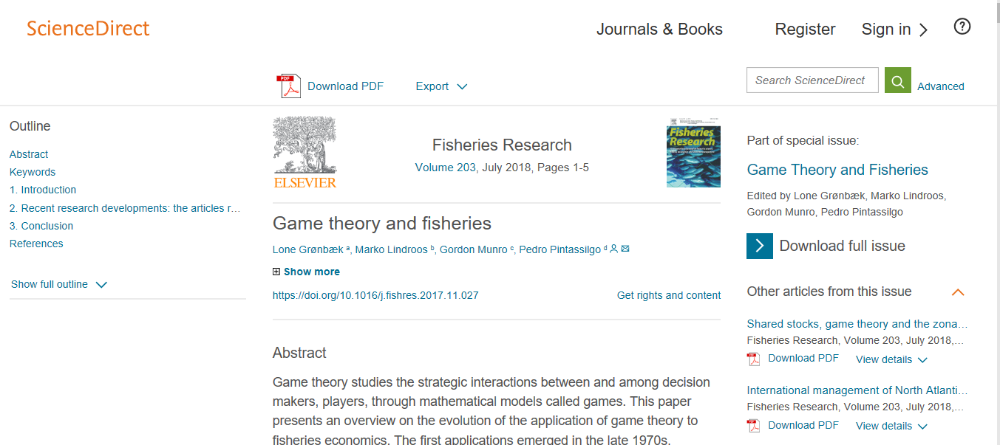 ScienceDirect
Journals & Books
Register
Sign in
?
PDF
Download PDF
Export
Search ScienceDirect
Advanced
Outline
Abstract
Keywords
1. Introduction
2. Recent research developments: the articles r…
3. Conclusion
References
Show full outline
ELSEVIER
Fisheries Research
Volume 203, July 2018, Pages 1-5
Fisheries
Research
Game theory and fisheries
Lone Grønbæk ª, Marko Lindroos ᵇ, Gordon Munro ᶜ, Pedro Pintassilgo ᵈ
Show more
https://doi.org/10.1016/j.fishres.2017.11.027
Get rights and content
Abstract
Game theory studies the strategic interactions between and among decision
makers, players, through mathematical models called games. This paper
presents an overview on the evolution of the application of game theory to
fisheries economics. The first applications emerged in the late 1970s,
Part of special issue:
Game Theory and Fisheries
Edited by Lone Grønbæk, Marko Lindroos,
Gordon Munro, Pedro Pintassilgo
Download full issue
Other articles from this issue
Shared stocks, game theory and the zona…
Fisheries Research, Volume 203, July 2018,…
Download PDF
View details
International management of North Atlanti…
Fisheries Research, Volume 203, July 2018,…
Download PDF
View details